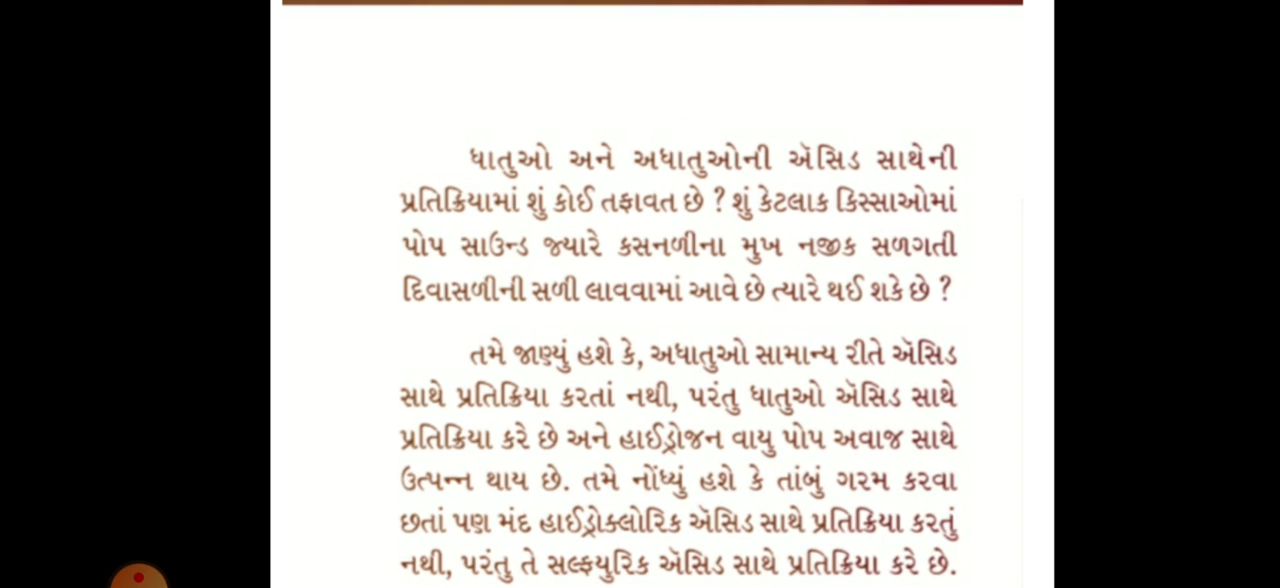 ધાતુઓ અને અધાતુઓની ઍસિડ સાથેની
પ્રતિક્રિયામાં શું કોઈ તફાવત છે ? શું કેટલાક કિસ્સાઓમાં
પોપ સાઉન્ડ જ્યારે કસનળીના મુખ નજીક સળગતી
દિવાસળીની સળી લાવવામાં આવે છે ત્યારે થઈ શકે છે ?
તમે જાણ્યું હશે કે, અધાતુઓ સામાન્ય રીતે ઍસિડ
સાથે પ્રતિક્રિયા કરતાં નથી, પરંતુ ધાતુઓ ઍસિડ સાથે
પ્રતિક્રિયા કરે છે અને હાઈડ્રોજન વાયુ પોપ અવાજ સાથે
ઉત્પન્ન થાય છે. તમે નોંધ્યું હશે કે તાંબું ગરમ કરવા
છતાં પણ મંદ હાઈડ્રોક્લોરિક ઍસિડ સાથે પ્રતિક્રિયા કરતું
નથી, પરંતુ તે સલ્ફયુરિક ઍસિડ સાથે પ્રતિક્રિયા કરે છે.